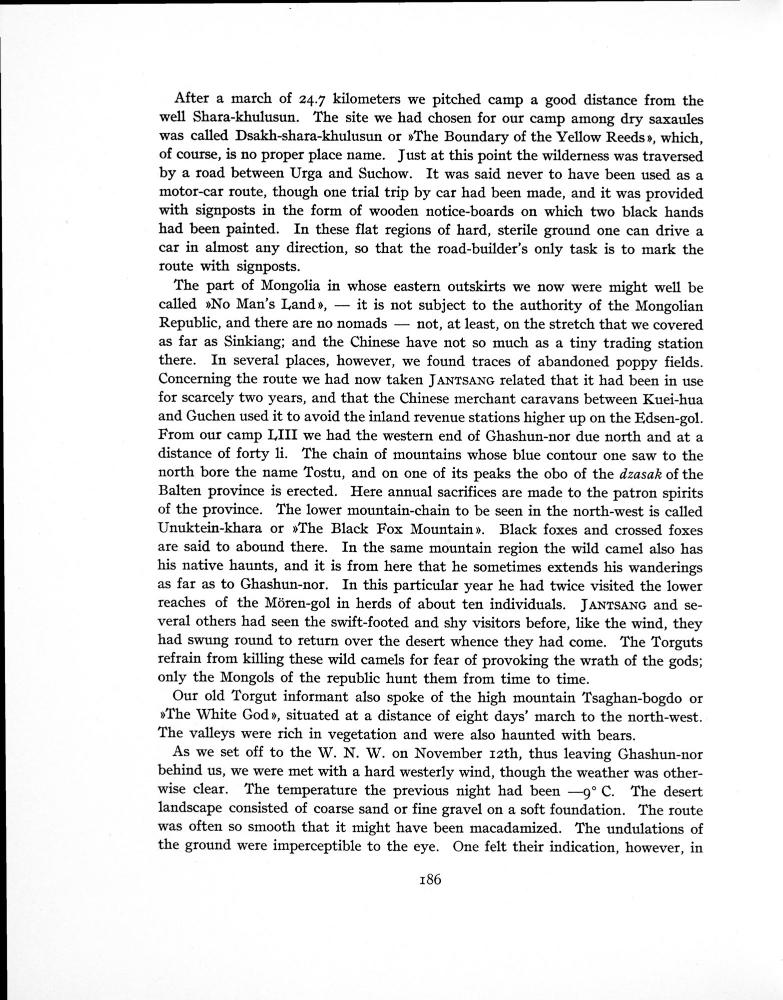 After a march of 24.7 kilometers we pitched camp a good distance from the
well Shara-khulusun. The site we had chosen for our camp among dry saxaules
was called Dsakh-shara-khulusun or »The Boundary of the Yellow Reeds», which,
of course, is no proper place name. Just at this point the wilderness was traversed
by a road between Urga and Suchow. It was said never to have been used as a
motor-car route, though one trial trip by car had been made, and it was provided
with signposts in the form of wooden notice-boards on which two black hands
had been painted. In these flat regions of hard, sterile ground one can drive a
car in almost any direction, so that the road-builder's only task is to mark the
route with signposts.
The part of Mongolia in whose eastern outskirts we now were might well be
called »No Man's Land», — it is not subject to the authority of the Mongolian
Republic, and there are no nomads — not, at least, on the stretch that we covered
as far as Sinkiang; and the Chinese have not so much as a tiny trading station
there. In several places, however, we found traces of abandoned poppy fields.
Concerning the route we had now taken JANTSANG related that it had been in use
for scarcely two years, and that the Chinese merchant caravans between Kuei-hua
and Guchen used it to avoid the inland revenue stations higher up on the Edsen-gol.
From our camp LIII we had the western end of Ghashun-nor due north and at a
distance of forty li. The chain of mountains whose blue contour one saw to the
north bore the name Tostu, and on one of its peaks the obo of the dzasak of the
Balten province is erected. Here annual sacrifices are made to the patron spirits
of the province. The lower mountain-chain to be seen in the north-west is called
Unuktein-khara or »The Black Fox Mountain». Black foxes and crossed foxes
are said to abound there. In the same mountain region the wild camel also has
his native haunts, and it is from here that he sometimes extends his wanderings
as far as to Ghashun-nor. In this particular year he had twice visited the lower
reaches of the Mören-gol in herds of about ten individuals. JANTSANG and se-
veral others had seen the swift-footed and shy visitors before, like the wind, they
had swung round to return over the desert whence they had come. The Torguts
refrain from killing these wild camels for fear of provoking the wrath of the gods;
only the Mongols of the republic hunt them from time to time.
Our old Torgut informant also spoke of the high mountain Tsaghan-bogdo or
»The White God», situated at a distance of eight days' march to the north-west.
The valleys were rich in vegetation and were also haunted with bears.
As we set off to the W. N. W. on November 12th, thus leaving Ghashun-nor
behind us, we were met with a hard westerly wind, though the weather was other-
wise clear. The temperature the previous night had been —9° C. The desert
landscape consisted of coarse sand or fine gravel on a soft foundation. The route
was often so smooth that it might have been macadamized. The undulations of
the ground were imperceptible to the eye. One felt their indication, however, in
186